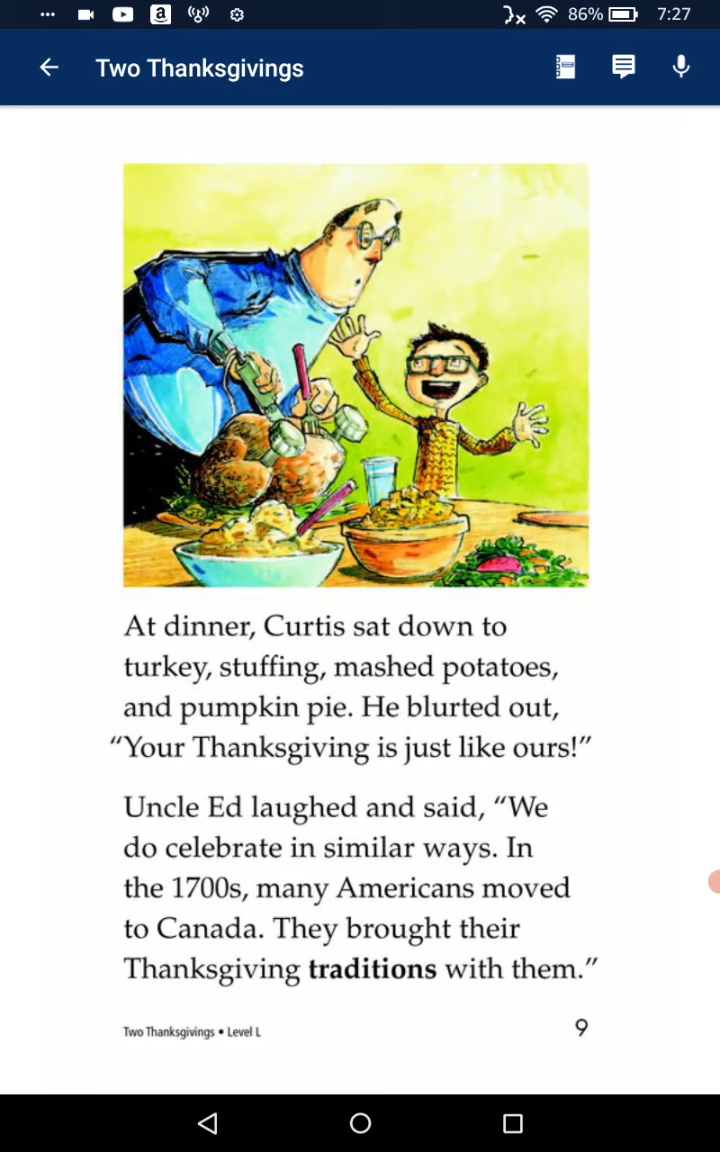 86% 7:27
Two Thanksgivings
At dinner, Curtis sat down to
turkey, stuffing, mashed potatoes,
and pumpkin pie. He blurted out,
“Your Thanksgiving is just like ours!”
Uncle Ed laughed and said, “We
do celebrate in similar ways. In
the 1700s, many Americans moved
to Canada. They brought their
Thanksgiving traditions with them.”
Two Thanksgivings • Level L 9